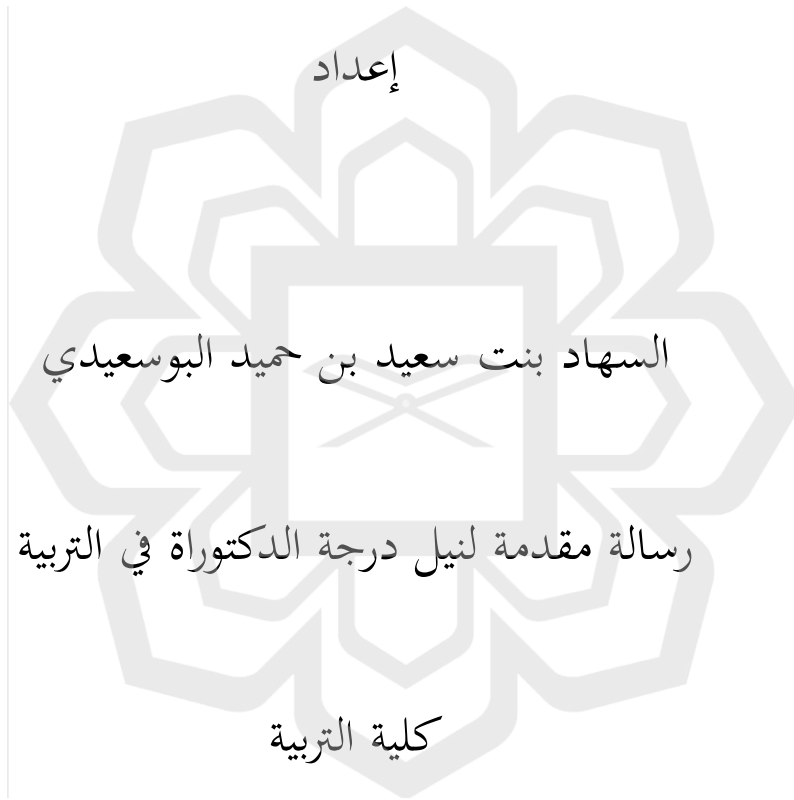 إعداد
السهاد بنت سعيد بن حميد البوسعيدي
رسالة مقدمة لنيل درجة الدكتوراة في التربية
كلية التربية